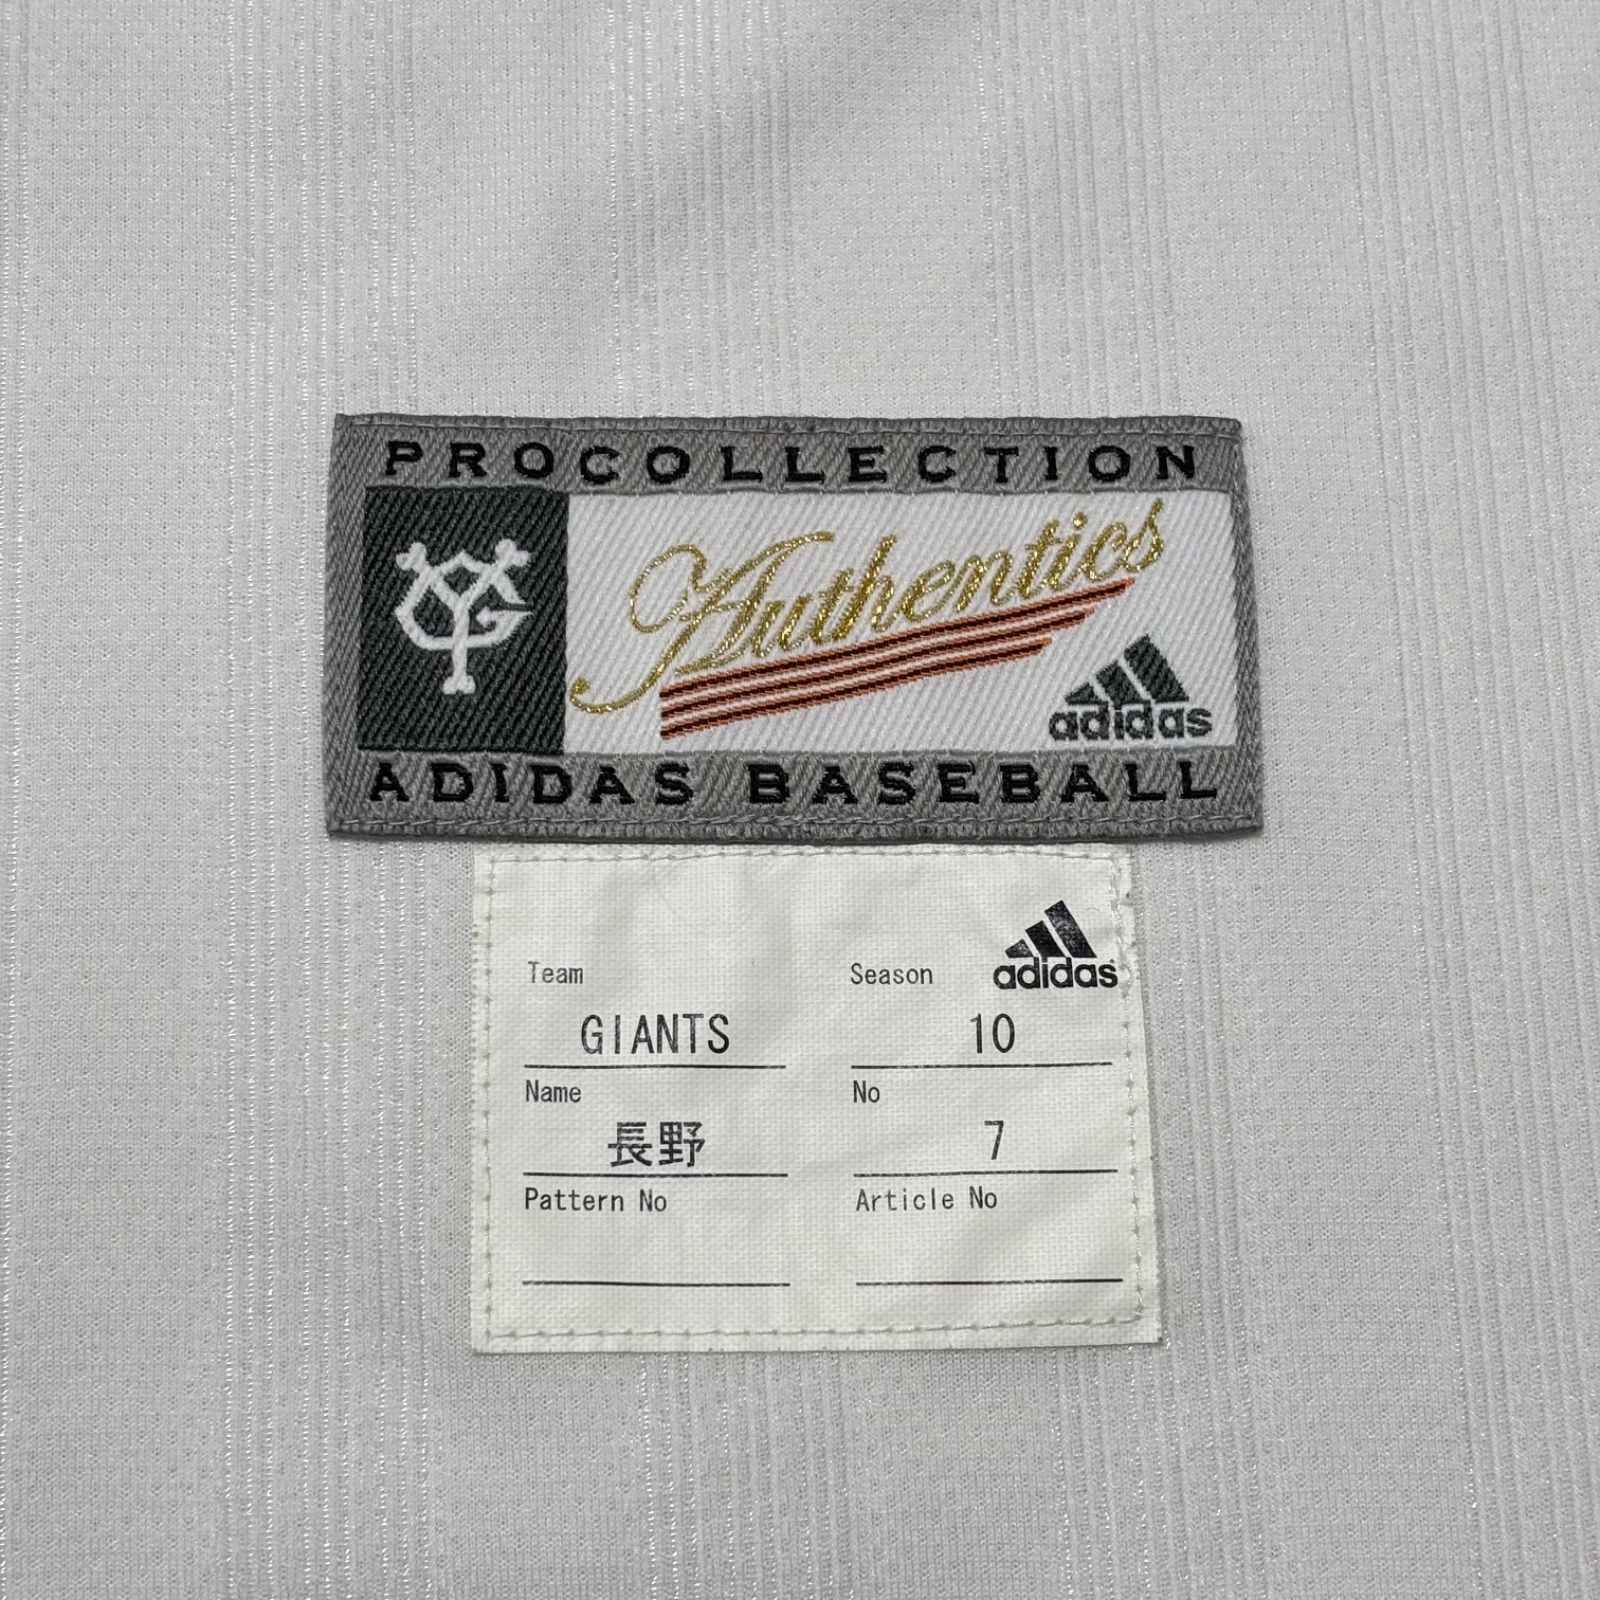 PROCOLLECTION
YG
Authentics
adidas
ADIDAS BASEBALL
adidas
Team Season
GIANTS 10
Name No
長野 7
Pattern No Article No